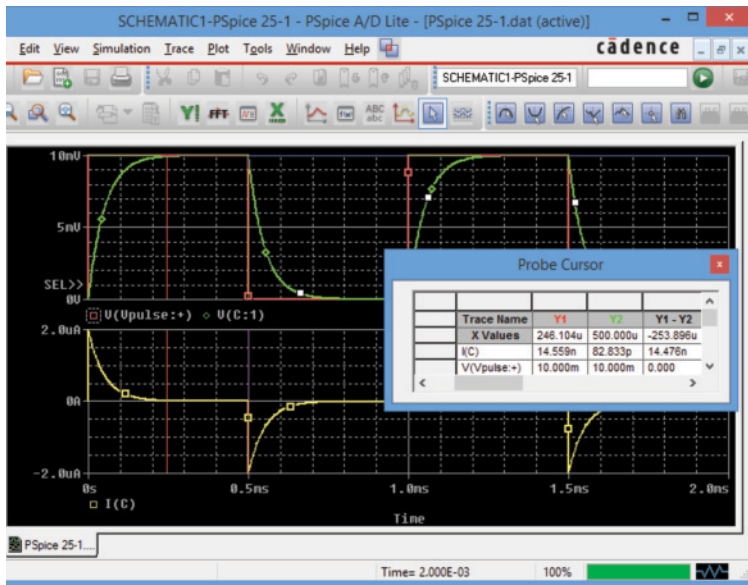 SCHEMATIC1-PSpice 25-1 - PSpice A/D Lite - [PSpice 25-1.dat (active)]
Edit View Simulation Trace Plot Tools Window Help cādence
SCHEMATIC1-PSpice 25-1
FFT ABC
abc
10mV
5mV
SEL>>
0V
V(Vpulse:+) V(C:1)
2.0uA
0A
-2.0uA
0s 0.5ms 1.0ms 1.5ms 2.0ms
I(C)
Time
Probe Cursor
Trace Name Y1 Y2 Y1 - Y2
X Values 246.104u 500.000u -253.896u
I(C) 14.559n 82.833p 14.476n
V(Vpulse:+) 10.000m 10.000m 0.000
PSpice 25-1....
Time= 2.000E-03 100%